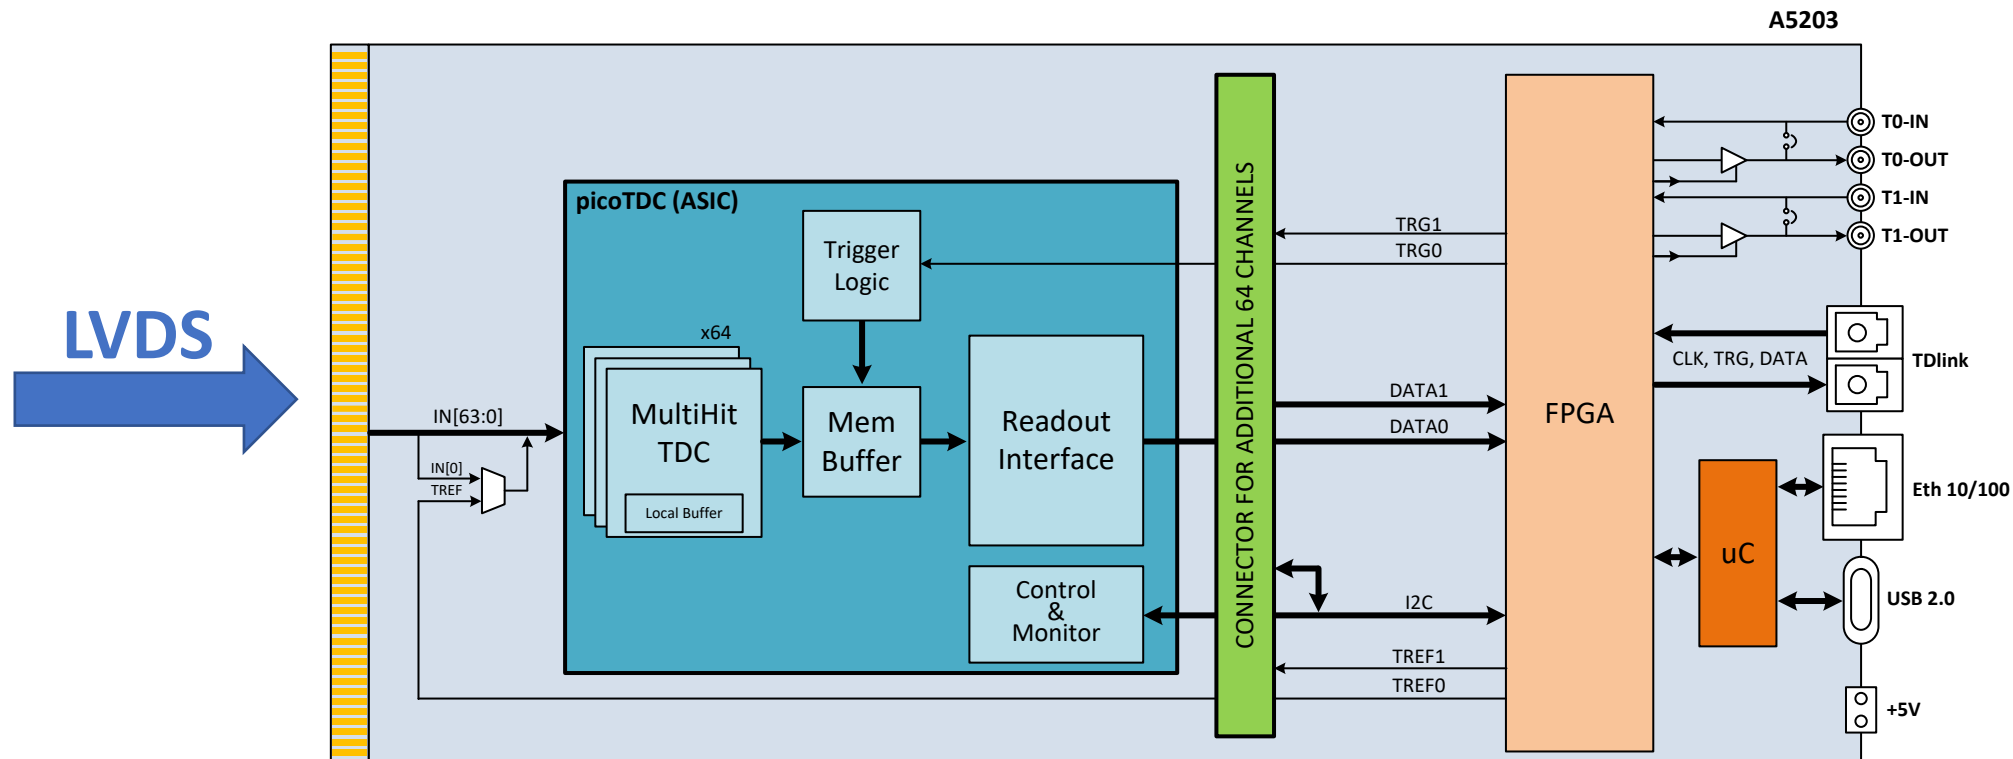 A5203
LVDS
IN[63:0]
IN[0]
TREF
picoTDC (ASIC)
Trigger
Logic
x64
MultiHit
TDC
Local Buffer
Mem
Buffer
Readout
Interface
Control
&
Monitor
CONNECTOR FOR ADDITIONAL 64 CHANNELS
TRG1
TRG0
DATA1
DATA0
I2C
TREF1
TREF0
FPGA
uC
CLK, TRG, DATA
T0-IN
T0-OUT
T1-IN
T1-OUT
TDlink
Eth 10/100
USB 2.0
+5V